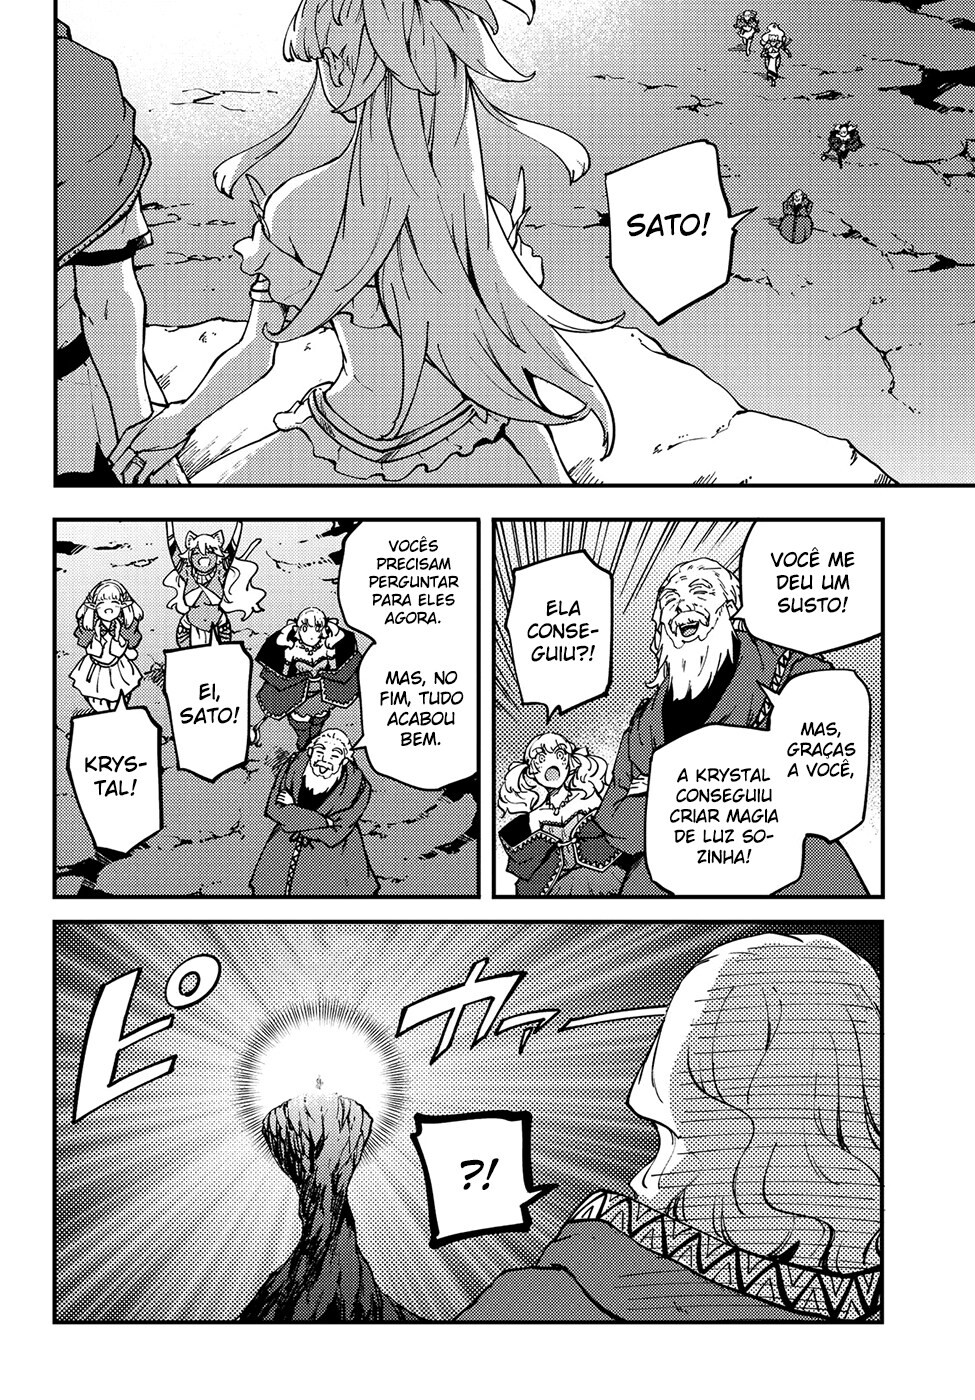 SATO!
VOCÊ ME
DEU UM
SUSTO!
MAS,
GRAÇAS
A VOCÊ,
A KRYSTAL
CONSEGUIU
CRIAR MAGIA
DE LUZ SO-
ZINHA!
ELA
CONSE-
GUIU?!
VOCÊS
PRECISAM
PERGUNTAR
PARA ELES
AGORA.
MAS, NO
FIM, TUDO
ACABOU
BEM.
EI,
SATO!
KRYS-
TAL!
ピカァー
?!